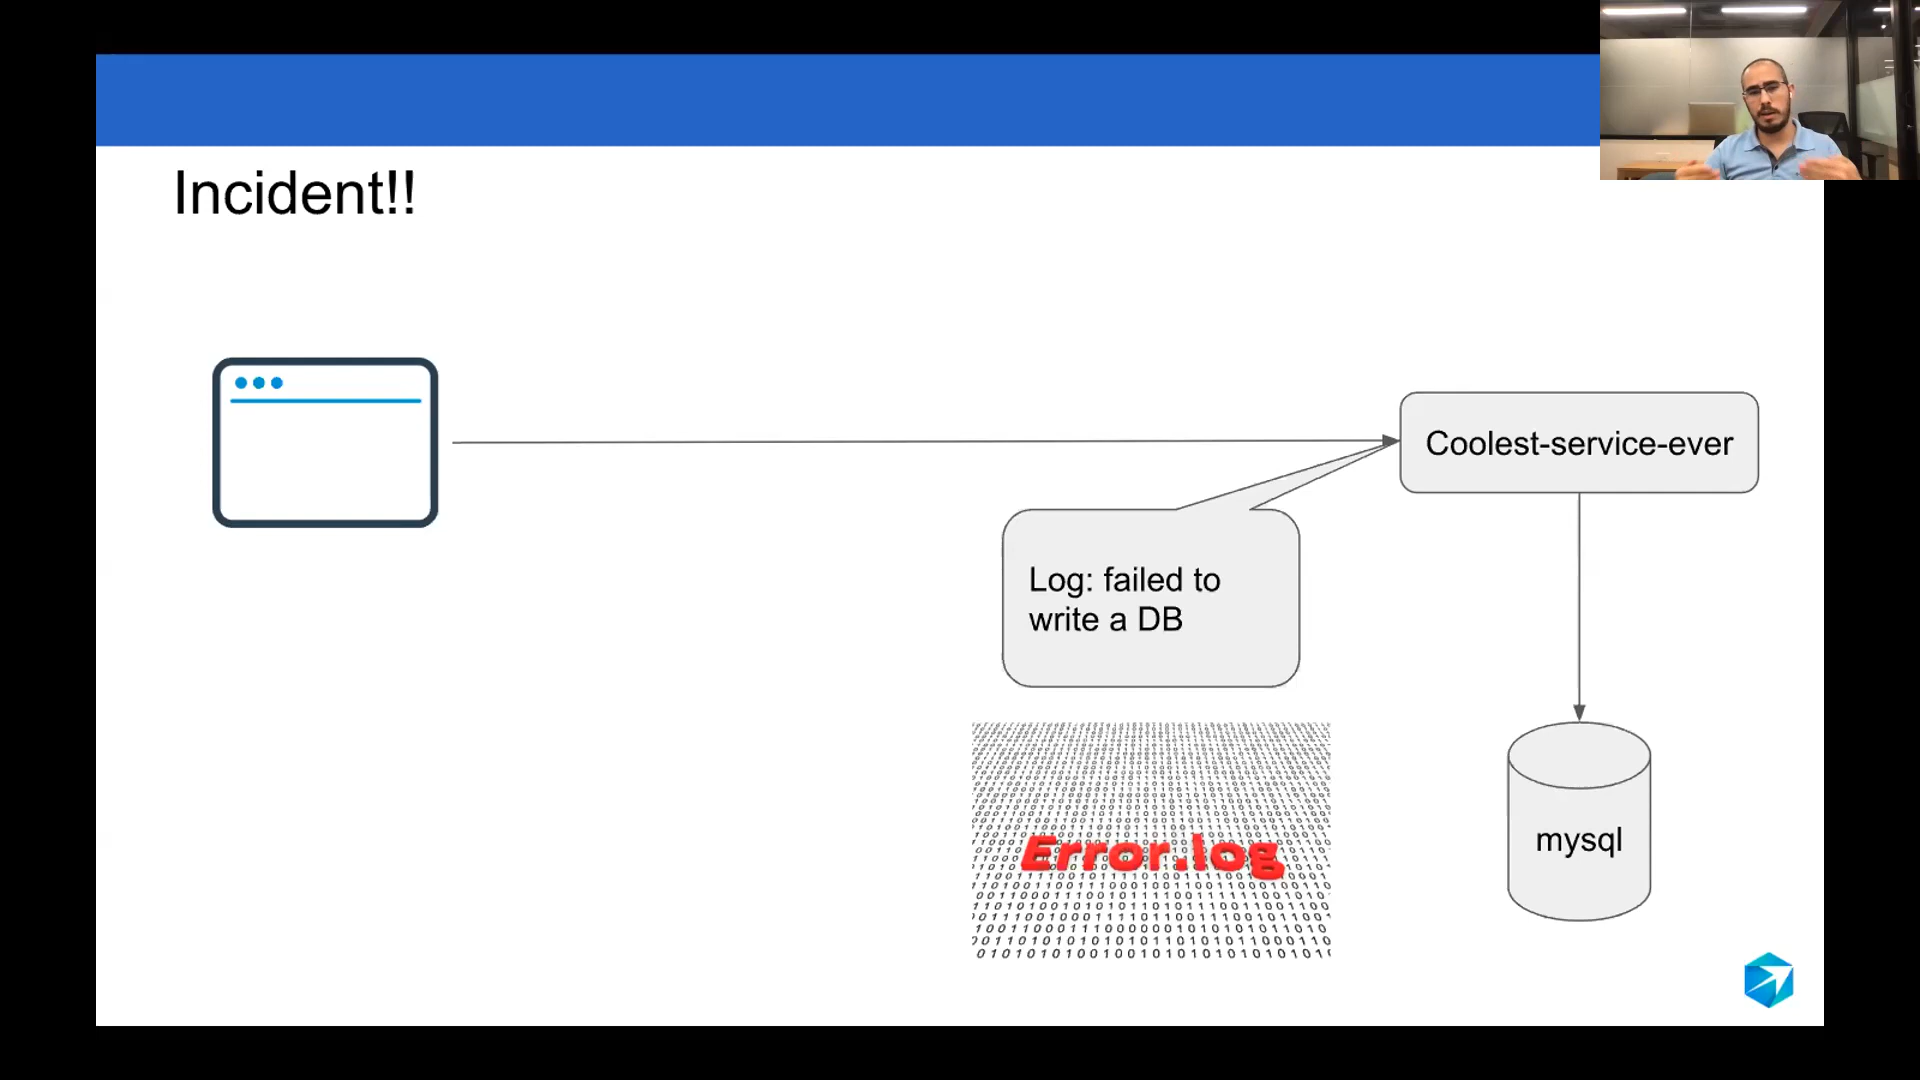 Incident!!
Coolest-service-ever
Log: failed to
write a DB
Error.log
mysql